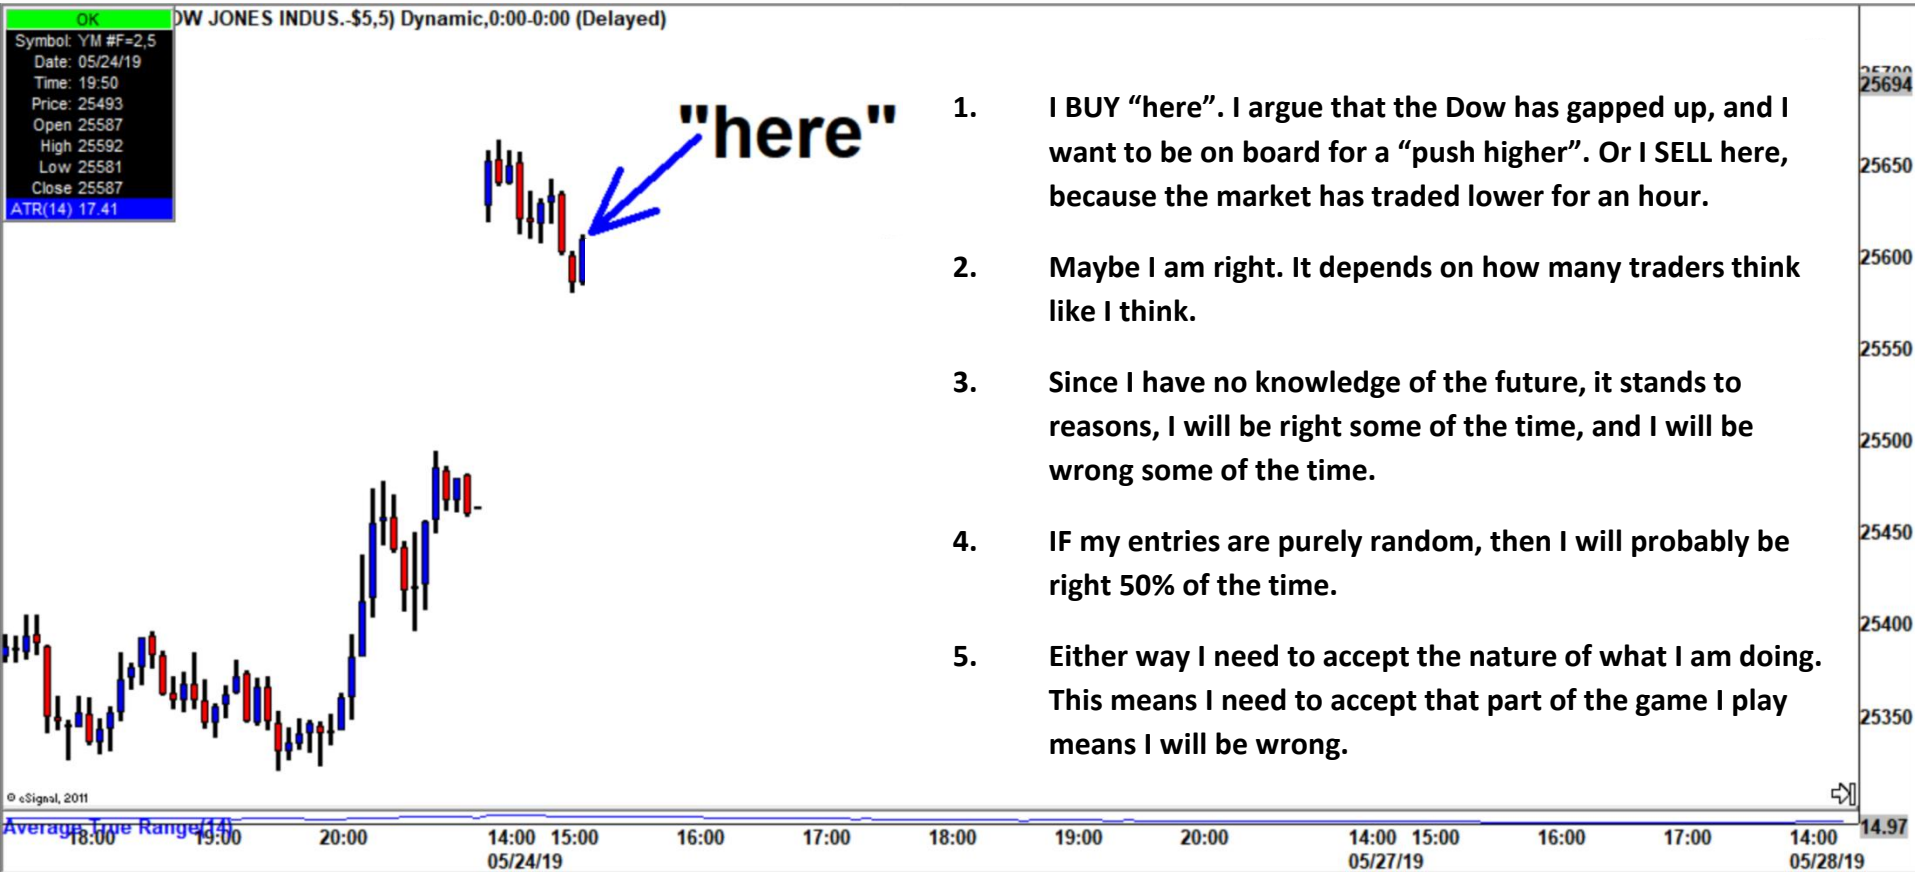 OK
OW JONES INDUS.-$5,5) Dynamic,0:00-0:00 (Delayed)
Symbol: YM #F=2,5
Date: 05/24/19
Time: 19:50
Price: 25493
Open 25587
High 25592
Low 25581
Close 25587
ATR(14) 17.41
"here"
1. I BUY “here”. I argue that the Dow has gapped up, and I
want to be on board for a “push higher”. Or I SELL here,
because the market has traded lower for an hour.
2. Maybe I am right. It depends on how many traders think
like I think.
3. Since I have no knowledge of the future, it stands to
reasons, I will be right some of the time, and I will be
wrong some of the time.
4. IF my entries are purely random, then I will probably be
right 50% of the time.
5. Either way I need to accept the nature of what I am doing.
This means I need to accept that part of the game I play
means I will be wrong.
25700
25694
25650
25600
25550
25500
25450
25400
25350
© eSignal, 2011
Average True Range(14)
14.97
18:00 19:00 20:00 14:00 15:00 16:00 17:00 18:00 19:00 20:00 14:00 15:00 16:00 17:00 14:00
05/24/19 05/27/19 05/28/19